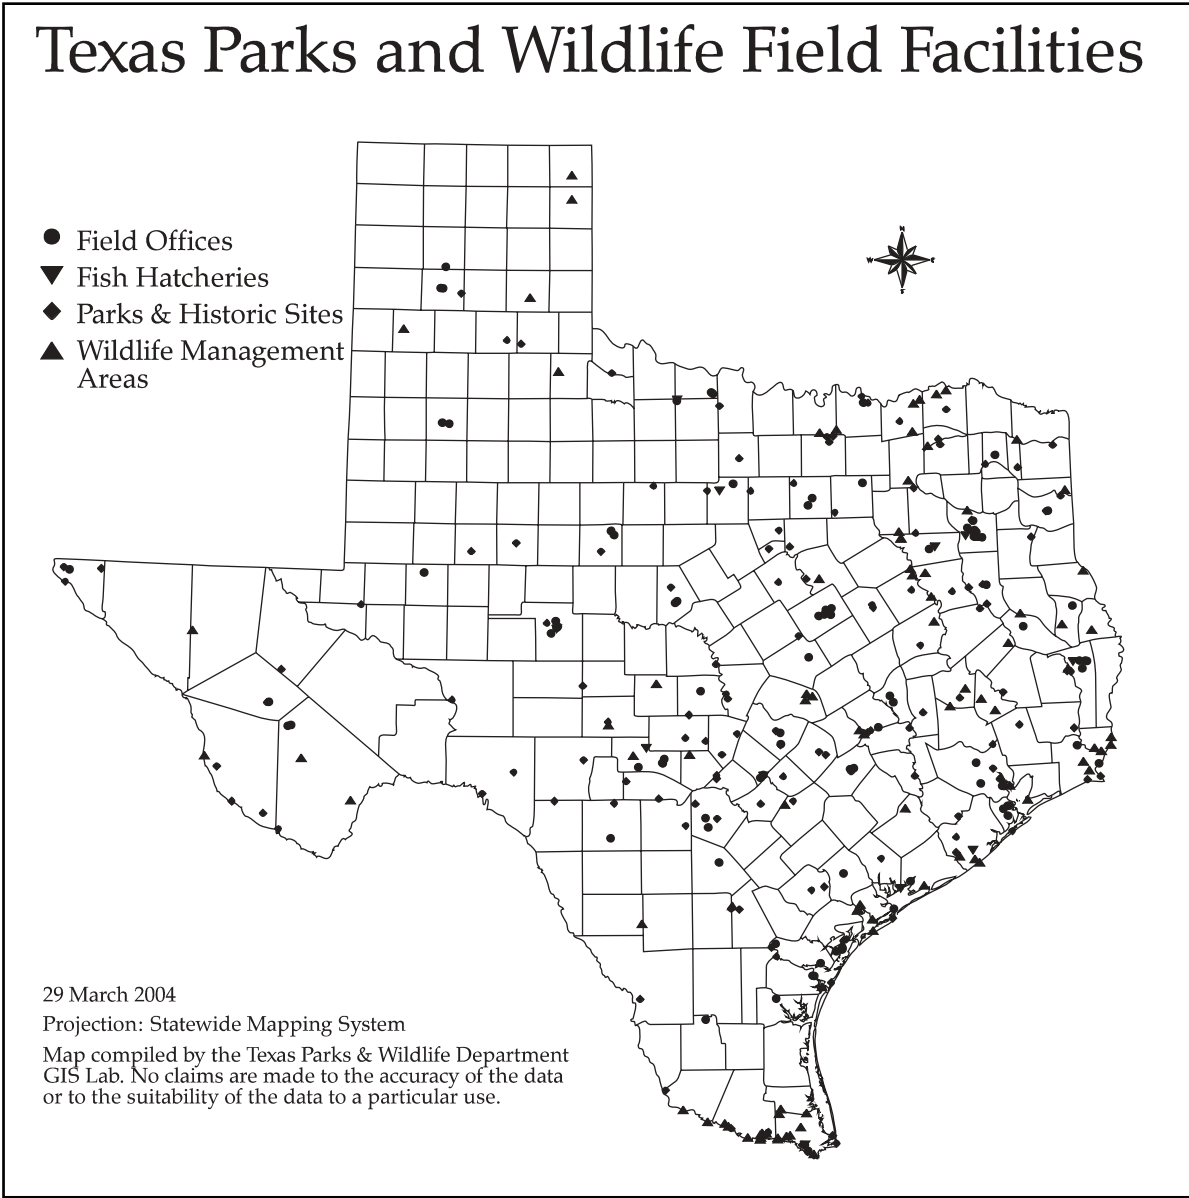 Texas Parks and Wildlife Field Facilities
Field Offices
Fish Hatcheries
Parks & Historic Sites
Wildlife Management
Areas
N
W
E
S
29 March 2004
Projection: Statewide Mapping System
Map compiled by the Texas Parks & Wildlife Department
GIS Lab. No claims are made to the accuracy of the data
or to the suitability of the data to a particular use.